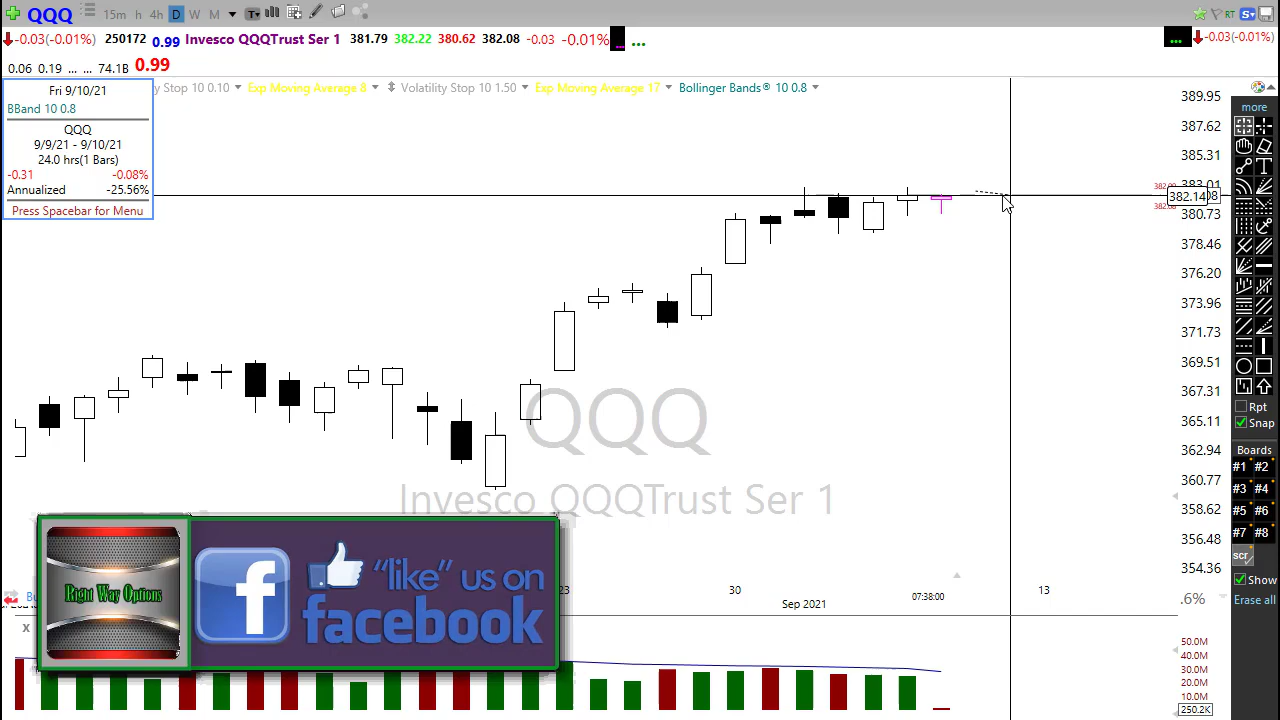 QQQ 15m h 4h D W M T RT S
-0.03(-0.01%) 250172 0.99 Invesco QQQTrust Ser 1 381.79 382.22 380.62 382.08 -0.03 -0.01% ... ... -0.03(-0.01%)
0.06 0.19 ... ... 74.1B 0.99
y Stop 10 0.10 Exp Moving Average 8 Volatility Stop 10 1.50 Exp Moving Average 17 Bollinger Bands® 10 0.8
Fri 9/10/21
BBand 10 0.8
QQQ
9/9/21 - 9/10/21
24.0 hrs(1 Bars)
-0.31 -0.08%
Annualized -25.56%
Press Spacebar for Menu
389.95
387.62
385.31
383.01
382.14
380.73
378.46
376.20
373.96
371.73
369.51
367.31
365.11
362.94
360.77
358.62
356.48
354.36
QQQ
Invesco QQQTrust Ser 1
more
Rpt
Snap
Boards
#1 #2
#3 #4
#5 #6
#7 #8
scr
Show
Erase all
Right Way Options
f
"like" us on
facebook
23 30 07:38:00 13
Sep 2021
.6%
X
50.0M
40.0M
30.0M
20.0M
10.0M
250.2K